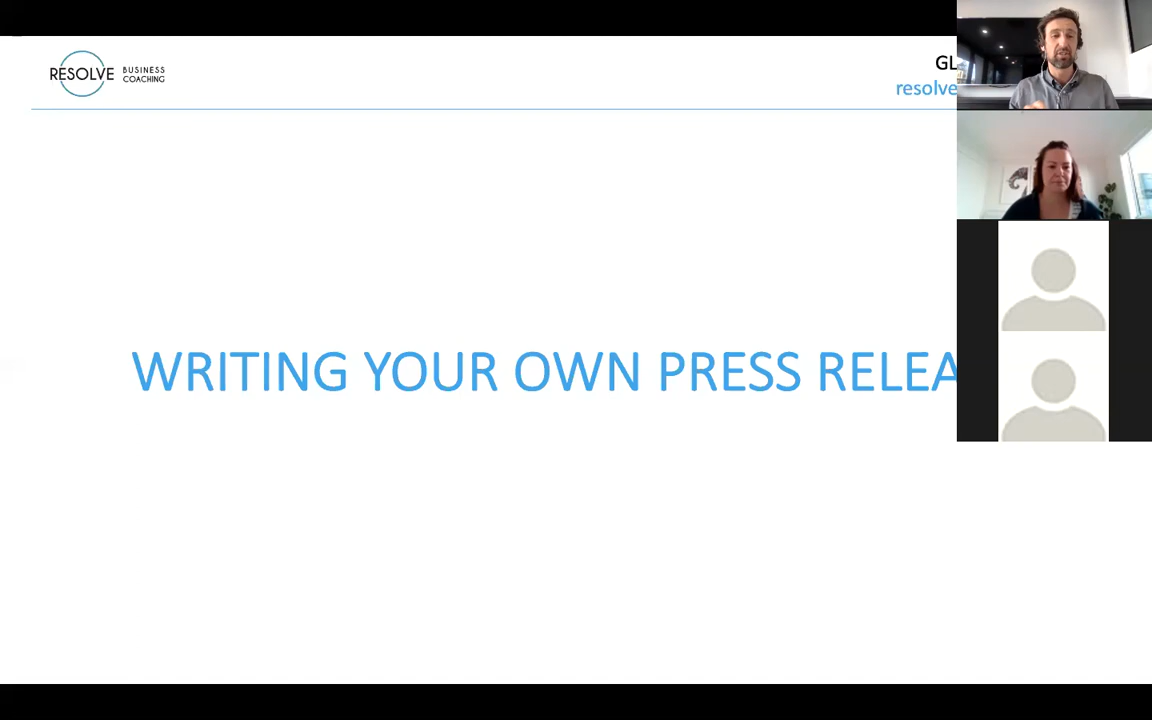 RESOLVE BUSINESS COACHING
GL
resolve
WRITING YOUR OWN PRESS RELEA